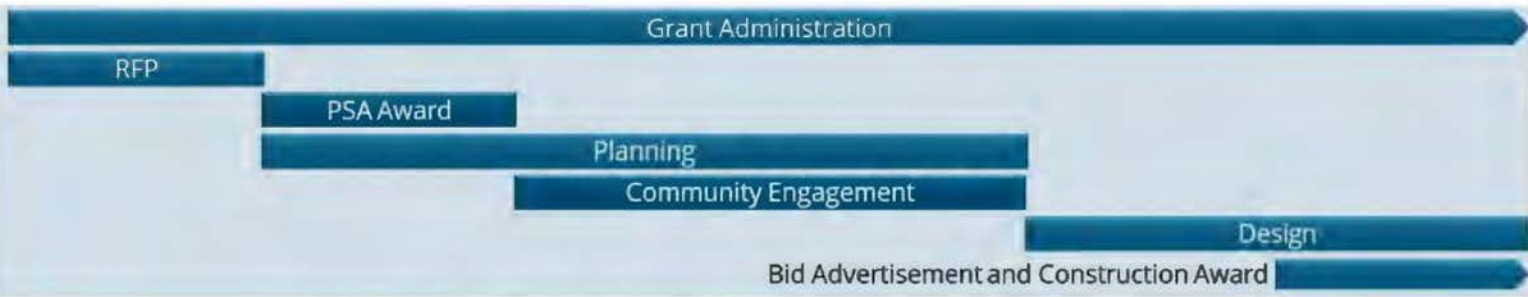 Grant Administration
RFP
PSA Award
Planning
Community Engagement
Design
Bid Advertisement and Construction Award